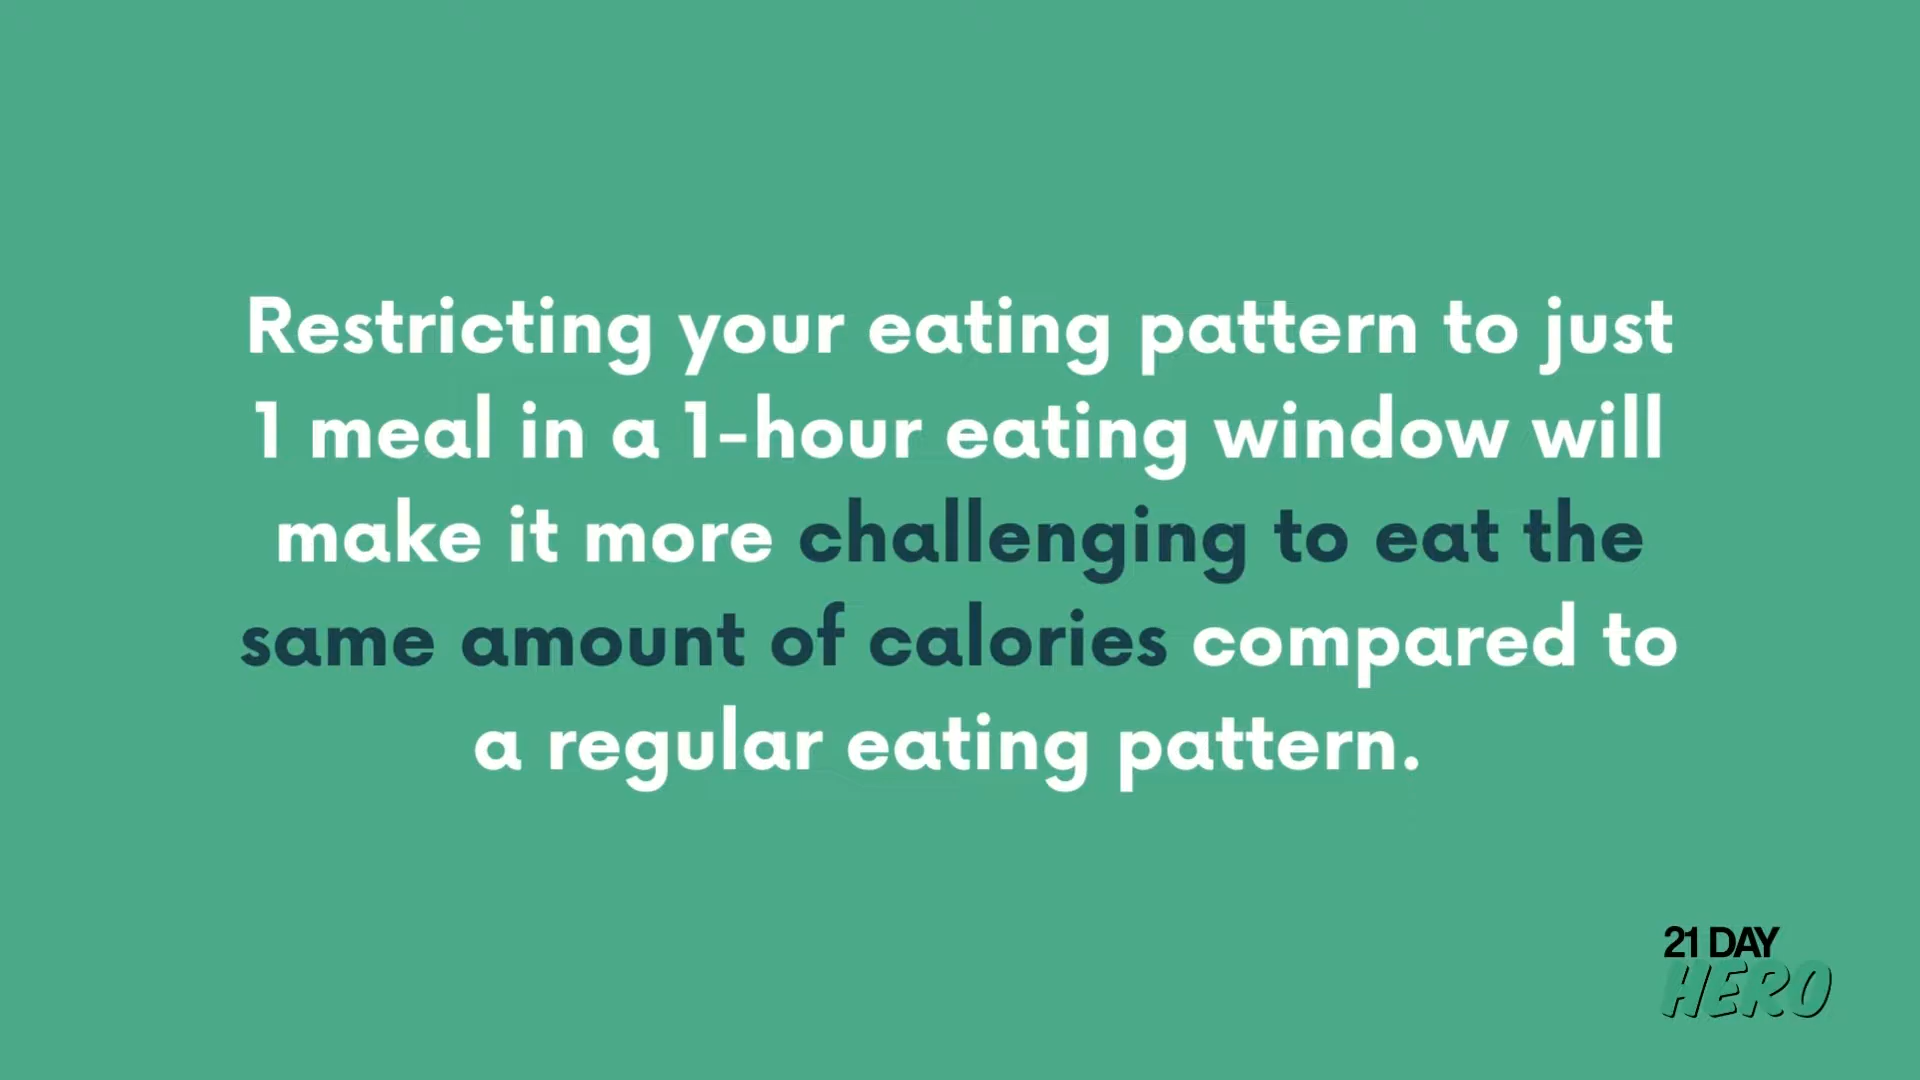 Restricting your eating pattern to just
1 meal in a 1-hour eating window will
make it more challenging to eat the
same amount of calories compared to
a regular eating pattern.
21 DAY
HERO